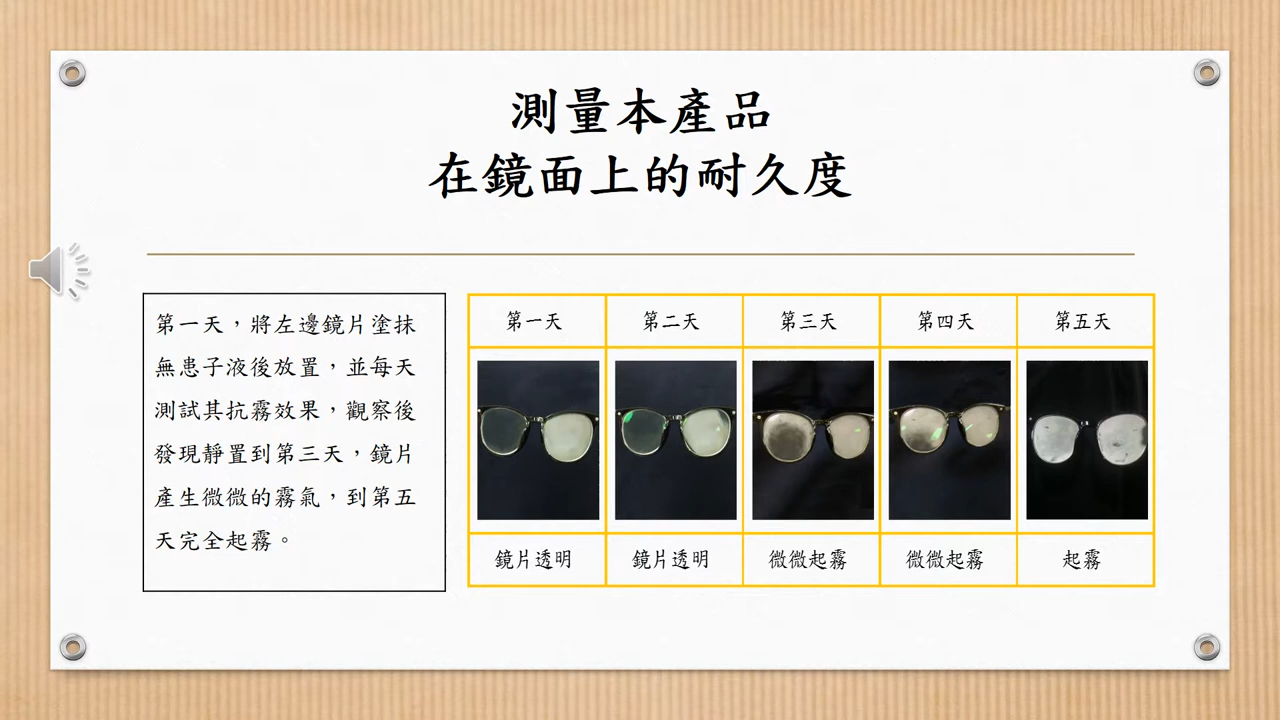 測量本產品
在鏡面上的耐久度
第一天，將左邊鏡片塗抹
無患子液後放置，並每天
測試其抗霧效果，觀察後
發現靜置到第三天，鏡片
產生微微的霧氣，到第五
天完全起霧。
第一天 第二天 第三天 第四天 第五天
鏡片透明 鏡片透明 微微起霧 微微起霧 起霧